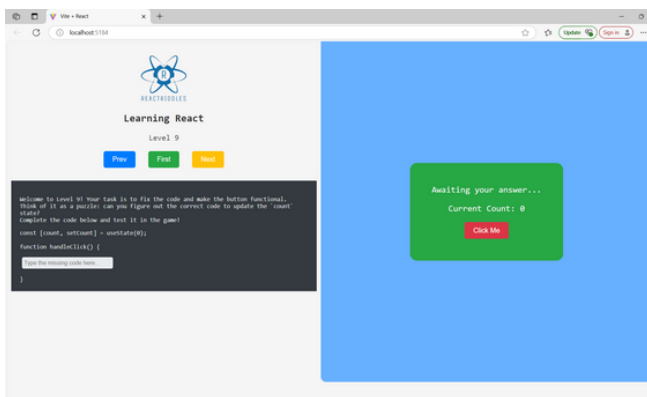 Vite + React
localhost:5184
Update
Sign in
REACTRIDDLES
Learning React
Level 9
Prev
First
Next
Welcome to Level 9! Your task is to fix the code and make the button functional.
Think of it as a puzzle: can you figure out the correct code to update the `count`
state?
Complete the code below and test it in the game!
const [count, setCount] = useState(0);
function handleClick() {
Type the missing code here...
}
Awaiting your answer...
Current Count: 0
Click Me